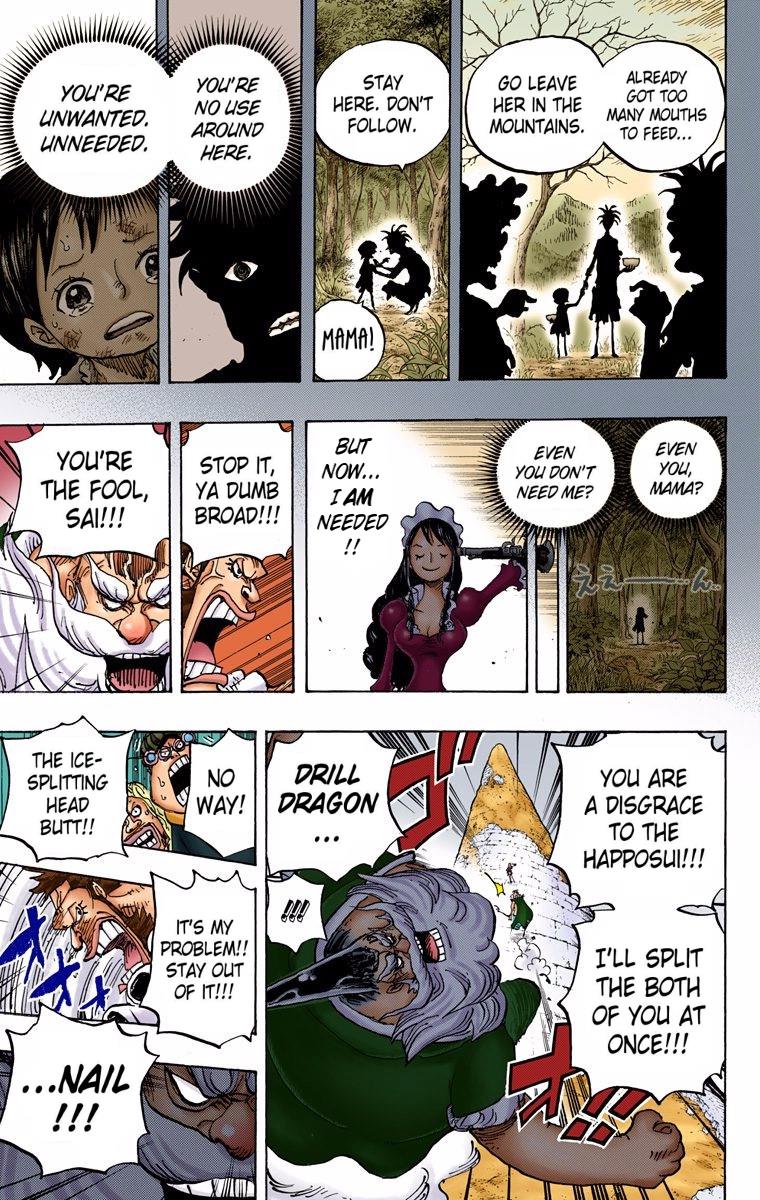 ALREADY
GOT TOO
MANY MOUTHS
TO FEED...
GO LEAVE
HER IN THE
MOUNTAINS.
STAY
HERE. DON'T
FOLLOW.
MAMA!
YOU'RE
NO USE
AROUND
HERE.
YOU'RE
UNWANTED.
UNNEEDED.
EVEN
YOU,
MAMA?
ええーーん..
EVEN
YOU DON'T
NEED ME?
BUT
NOW...
I AM
NEEDED
!!
STOP IT,
YA DUMB
BROAD!!!
YOU'RE
THE FOOL,
SAI!!!
YOU ARE
A DISGRACE
TO THE
HAPPOSUI!!!
I'LL SPLIT
THE BOTH
OF YOU AT
ONCE!!!
DRILL
DRAGON
...
!!!
NO
WAY!
THE ICE-
SPLITTING
HEAD
BUTT!!
IT'S MY
PROBLEM!!
STAY OUT
OF IT!!!
...NAIL
!!!